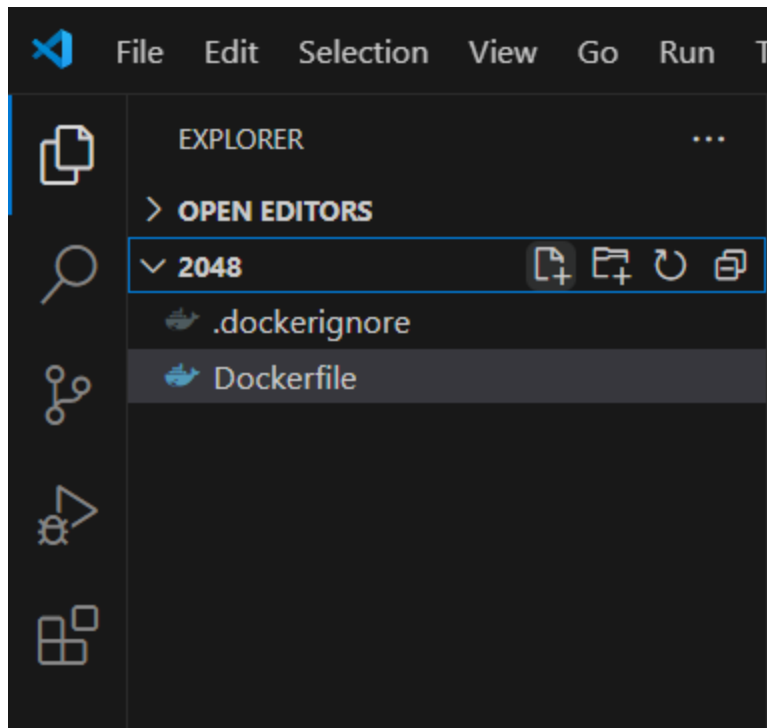 File Edit Selection View Go Run
EXPLORER
OPEN EDITORS
2048
.dockerignore
Dockerfile